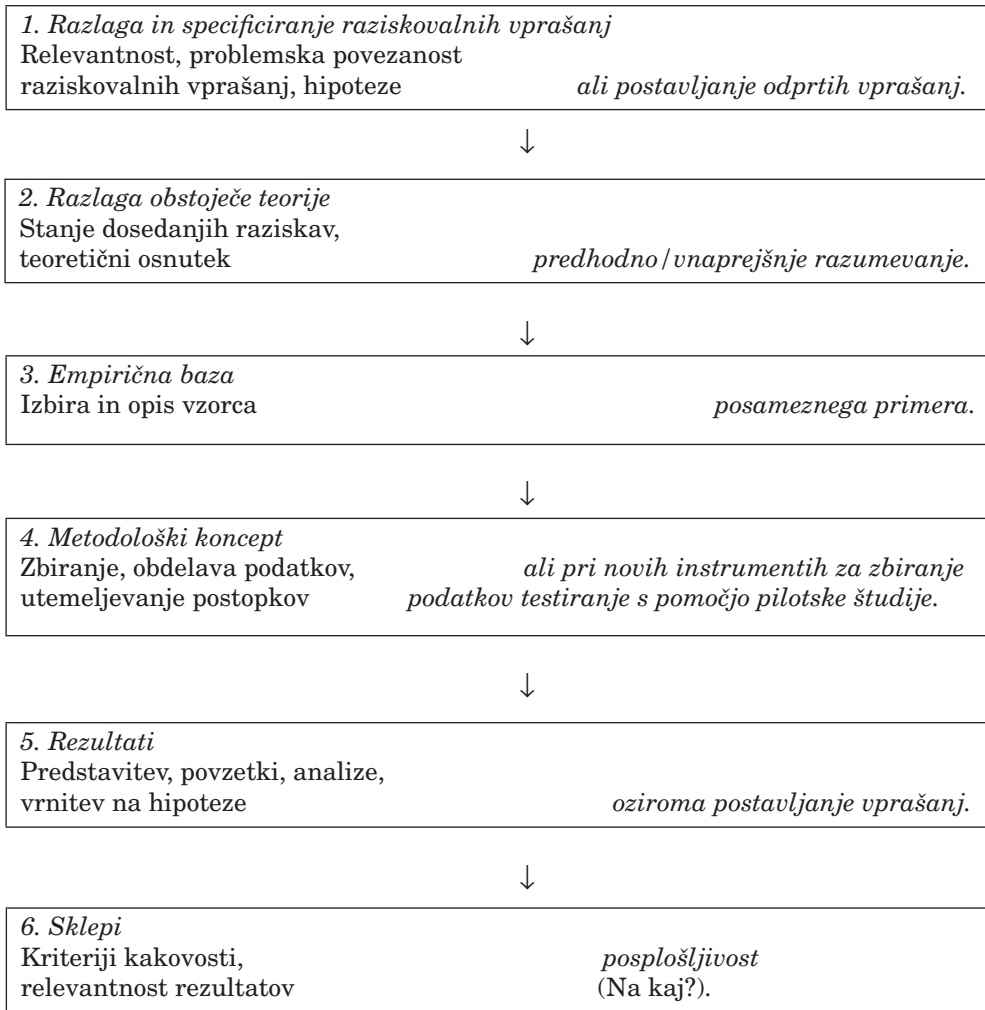 1. Razlaga in specificiranje raziskovalnih vprašanj
Relevantnost, problemska povezanost
raziskovalnih vprašanj, hipoteze ali postavljanje odprtih vprašanj.
↓
2. Razlaga obstoječe teorije
Stanje dosedanjih raziskav,
teoretični osnutek predhodno/vnaprejšnje razumevanje.
↓
3. Empirična baza
Izbira in opis vzorca posameznega primera.
↓
4. Metodološki koncept
Zbiranje, obdelava podatkov, ali pri novih instrumentih za zbiranje
utemeljevanje postopkov podatkov testiranje s pomočjo pilotske študije.
↓
5. Rezultati
Predstavitev, povzetki, analize,
vrnitev na hipoteze oziroma postavljanje vprašanj.
↓
6. Sklepi
Kriteriji kakovosti, posplošljivost
relevantnost rezultatov (Na kaj?).